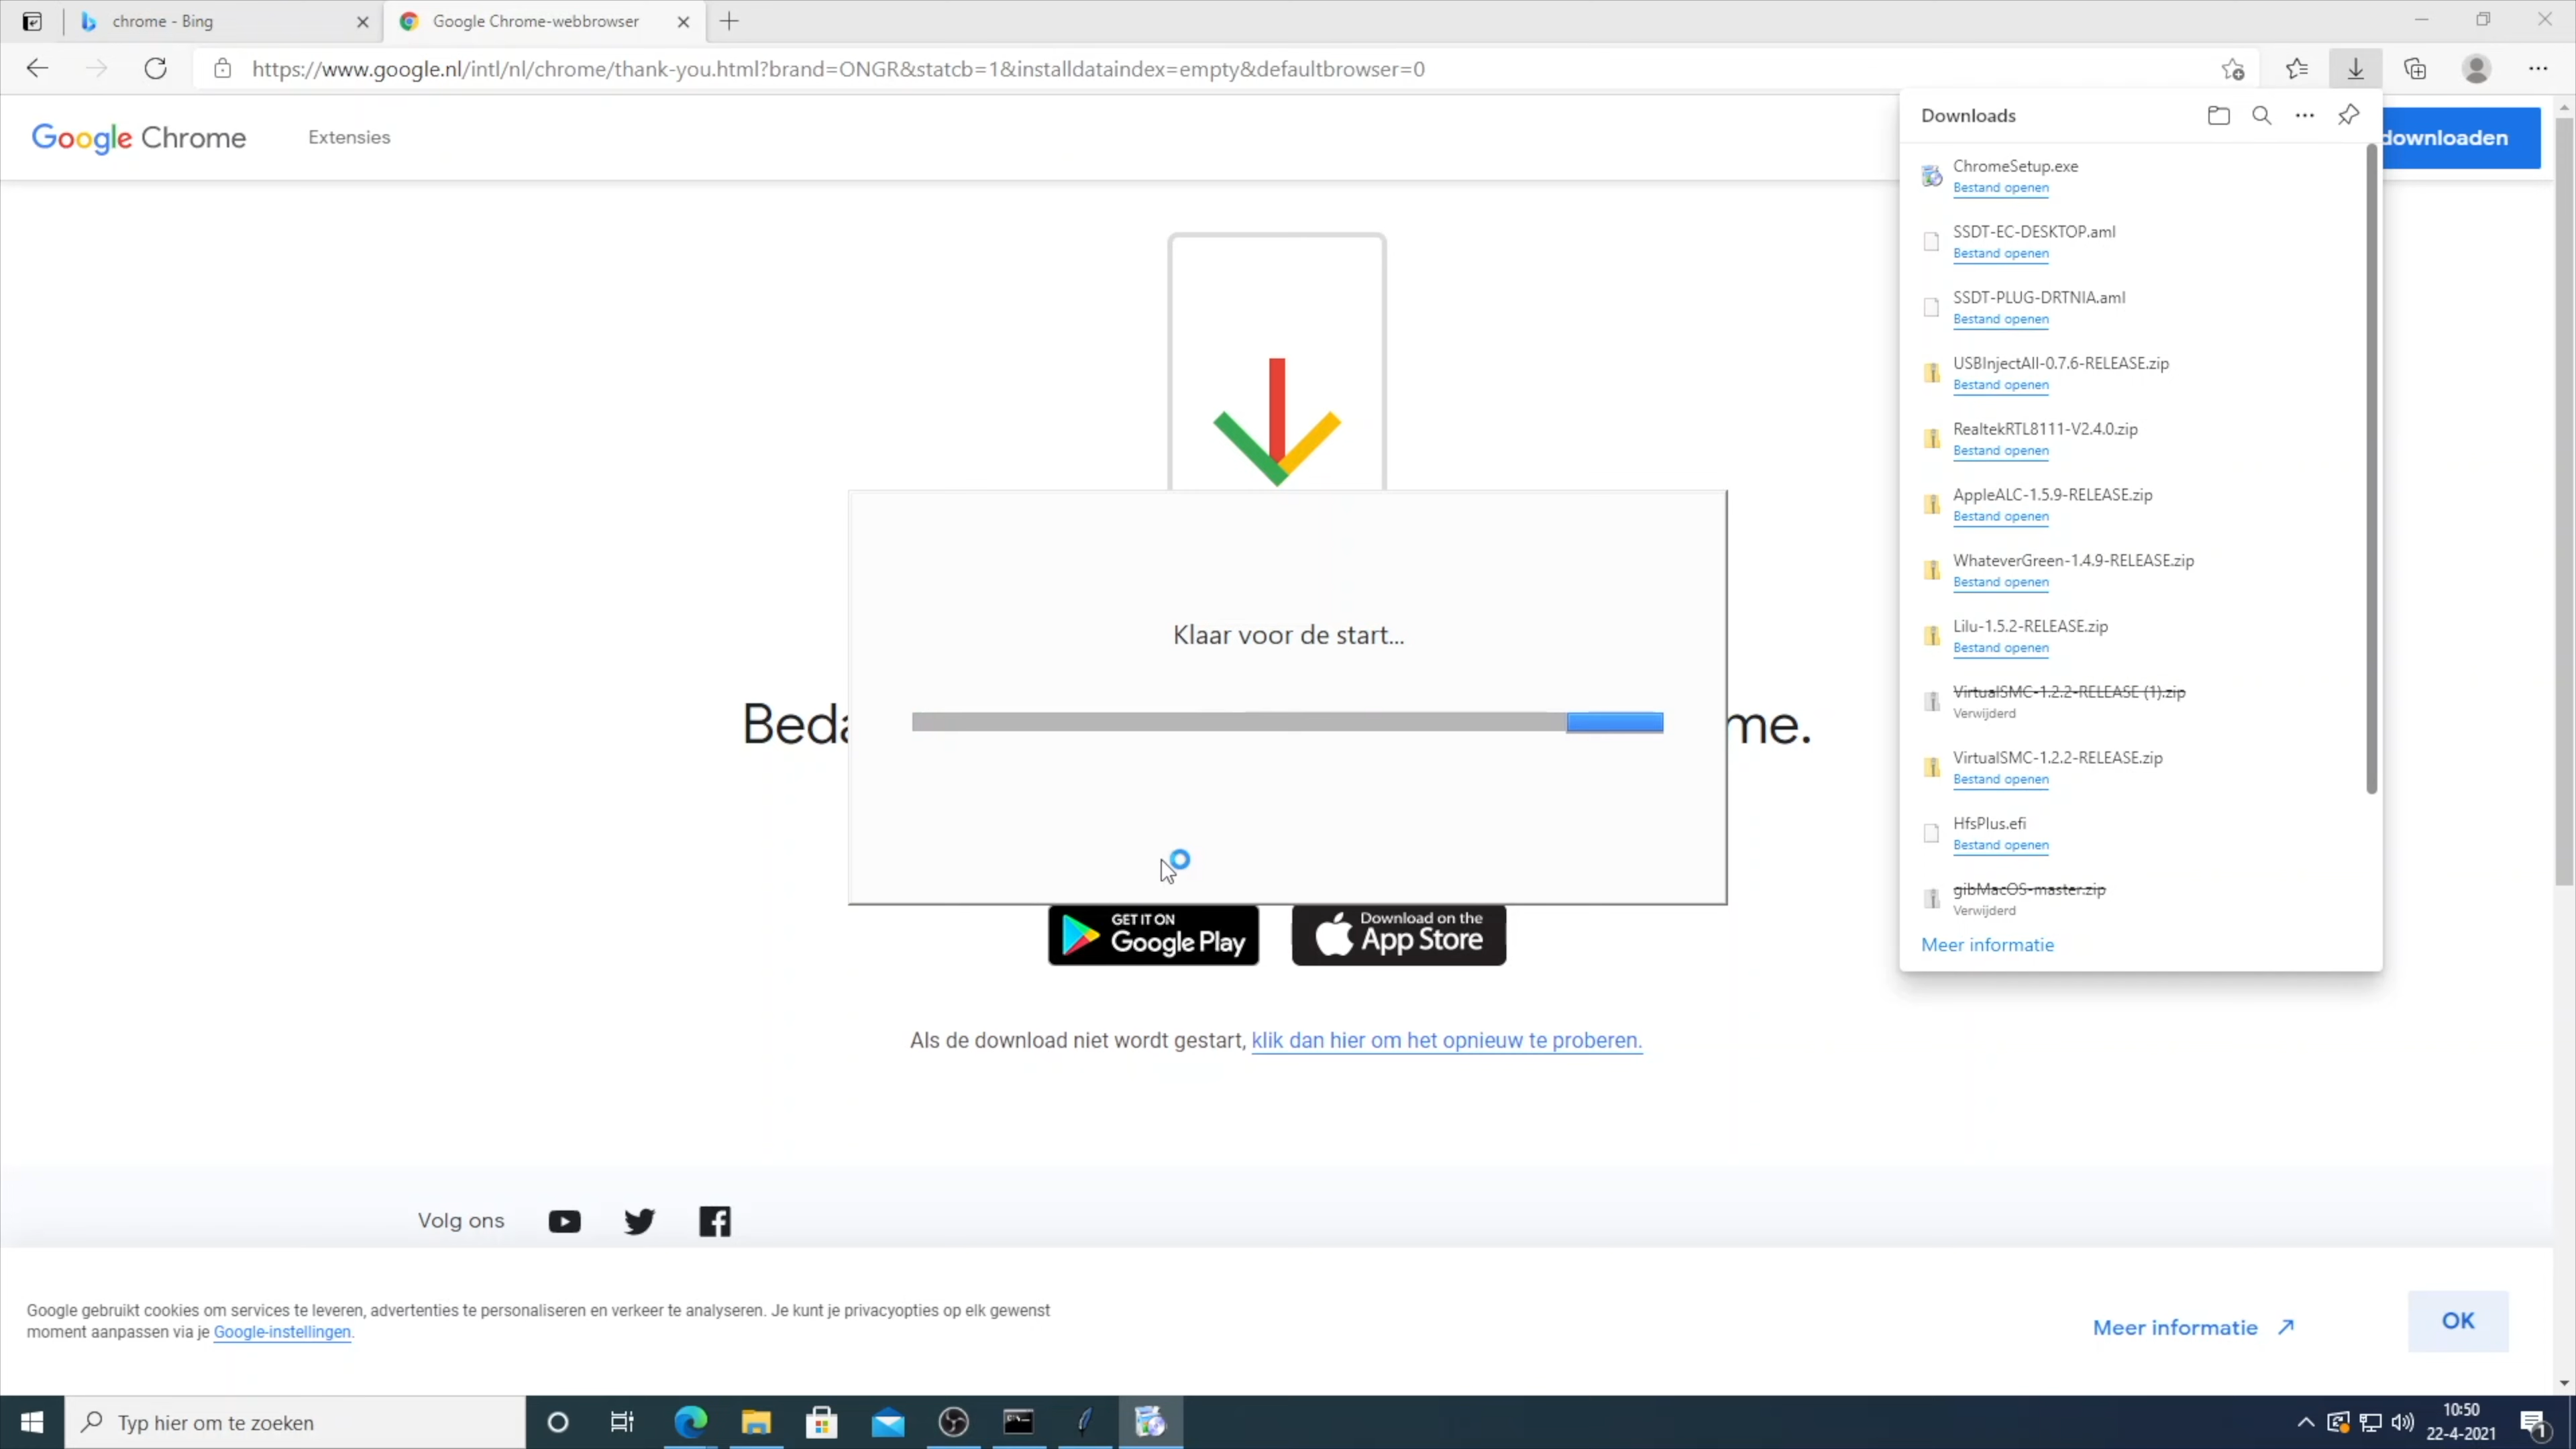 chrome - Bing
Google Chrome-webbrowser
https://www.google.nl/intl/nl/chrome/thank-you.html?brand=ONGR&statcb=1&installdataindex=empty&defaultbrowser=0
Google Chrome
Extensies
downloaden
Downloads
ChromeSetup.exe
Bestand openen
SSDT-EC-DESKTOP.aml
Bestand openen
SSDT-PLUG-DRTNIA.aml
Bestand openen
USBInjectAll-0.7.6-RELEASE.zip
Bestand openen
RealtekRTL8111-V2.4.0.zip
Bestand openen
AppleALC-1.5.9-RELEASE.zip
Bestand openen
WhateverGreen-1.4.9-RELEASE.zip
Bestand openen
Lilu-1.5.2-RELEASE.zip
Bestand openen
VirtualSMC-1.2.2-RELEASE (1).zip
Verwijderd
VirtualSMC-1.2.2-RELEASE.zip
Bestand openen
HfsPlus.efi
Bestand openen
gibMacOS-master.zip
Verwijderd
Meer informatie
Klaar voor de start...
Beda
me.
GET IT ON
Google Play
Download on the
App Store
Als de download niet wordt gestart, klik dan hier om het opnieuw te proberen.
Volg ons
Google gebruikt cookies om services te leveren, advertenties te personaliseren en verkeer te analyseren. Je kunt je privacyopties op elk gewenst
moment aanpassen via je Google-instellingen.
Meer informatie
OK
Typ hier om te zoeken
10:50
22-4-2021
1